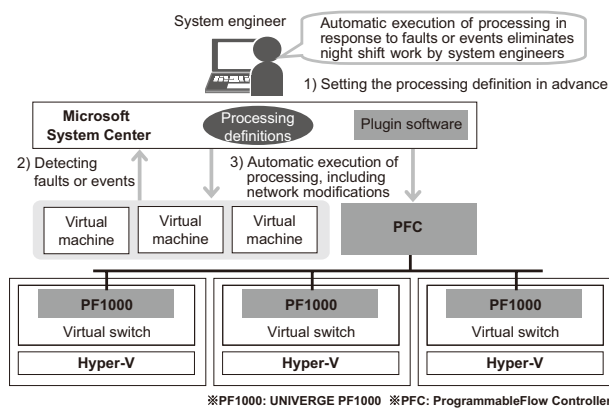 System engineer
Automatic execution of processing in
response to faults or events eliminates
night shift work by system engineers
1) Setting the processing definition in advance
Microsoft
System Center
Processing
definitions
Plugin software
2) Detecting
faults or events
3) Automatic execution of
processing, including
network modifications
Virtual
machine
Virtual
machine
Virtual
machine
PFC
PF1000
Virtual switch
Hyper-V
PF1000
Virtual switch
Hyper-V
PF1000
Virtual switch
Hyper-V
※PF1000: UNIVERGE PF1000 ※PFC: ProgrammableFlow Controller